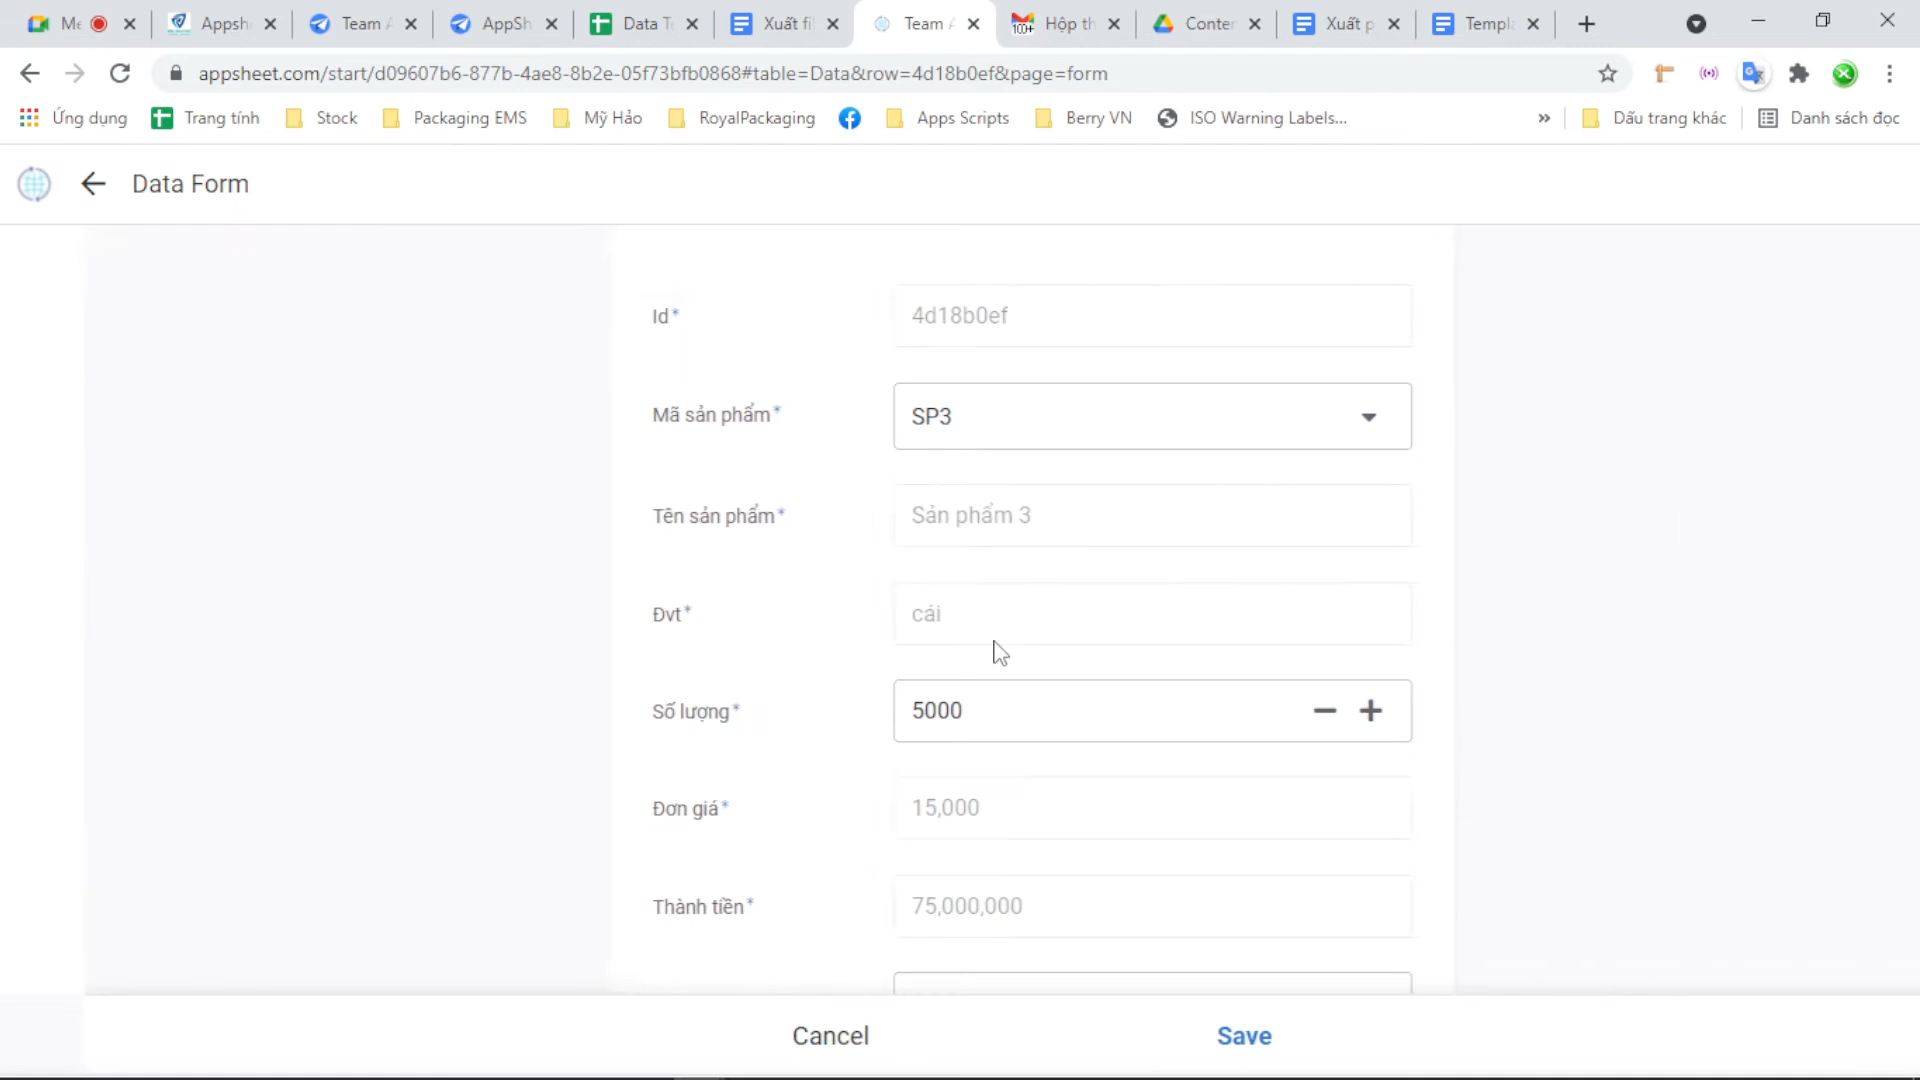 Me Appshe Team A AppSh Data Te Xuất fi Team A Hộp th Conter Xuất p Templa
appsheet.com/start/d09607b6-877b-4ae8-8b2e-05f73bfb0868#table=Data&row=4d18b0ef&page=form
Ứng dụng Trang tính Stock Packaging EMS Mỹ Hảo RoyalPackaging Apps Scripts Berry VN ISO Warning Labels... » Dấu trang khác Danh sách đọc
Data Form
Id* 4d18b0ef
Mã sản phẩm* SP3
Tên sản phẩm* Sản phẩm 3
Đvt* cái
Số lượng* 5000
Đơn giá* 15,000
Thành tiền* 75,000,000
Cancel Save